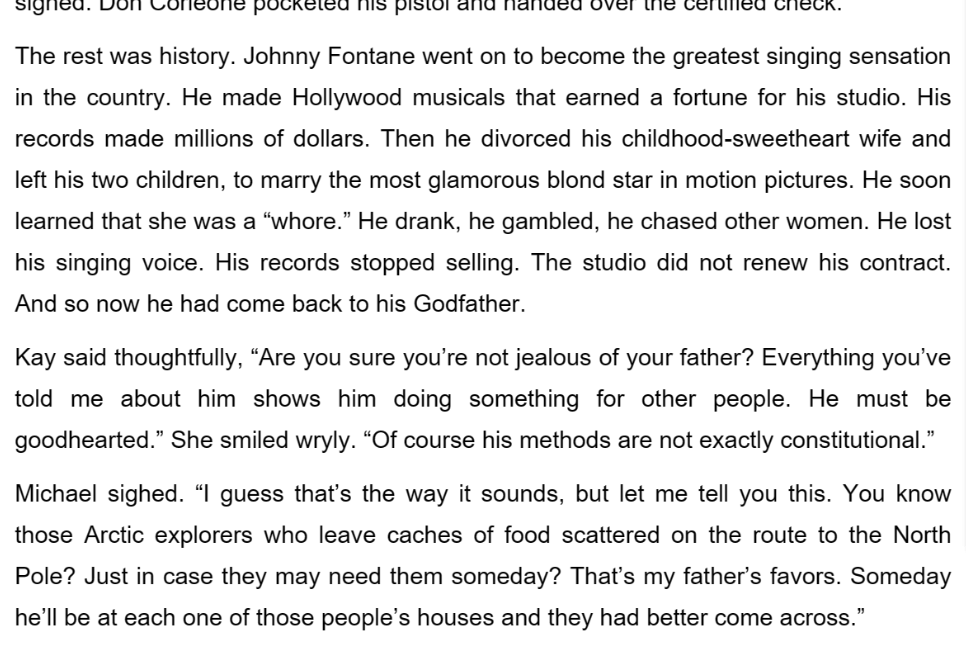 signed. Don Corleone pocketed his pistol and handed over the certified check.
The rest was history. Johnny Fontane went on to become the greatest singing sensation
in the country. He made Hollywood musicals that earned a fortune for his studio. His
records made millions of dollars. Then he divorced his childhood-sweetheart wife and
left his two children, to marry the most glamorous blond star in motion pictures. He soon
learned that she was a “whore.” He drank, he gambled, he chased other women. He lost
his singing voice. His records stopped selling. The studio did not renew his contract.
And so now he had come back to his Godfather.
Kay said thoughtfully, “Are you sure you’re not jealous of your father? Everything you’ve
told me about him shows him doing something for other people. He must be
goodhearted.” She smiled wryly. “Of course his methods are not exactly constitutional.”
Michael sighed. “I guess that’s the way it sounds, but let me tell you this. You know
those Arctic explorers who leave caches of food scattered on the route to the North
Pole? Just in case they may need them someday? That’s my father’s favors. Someday
he’ll be at each one of those people’s houses and they had better come across.”